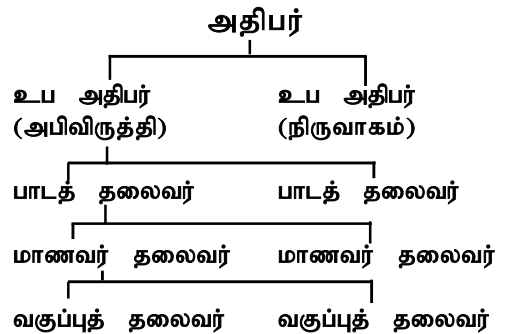 அதிபர்
உப அதிபர் உப அதிபர்
(அபிவிருத்தி) (நிருவாகம்)
பாடத் தலைவர் பாடத் தலைவர்
மாணவர் தலைவர் மாணவர் தலைவர்
வகுப்புத் தலைவர் வகுப்புத் தலைவர்